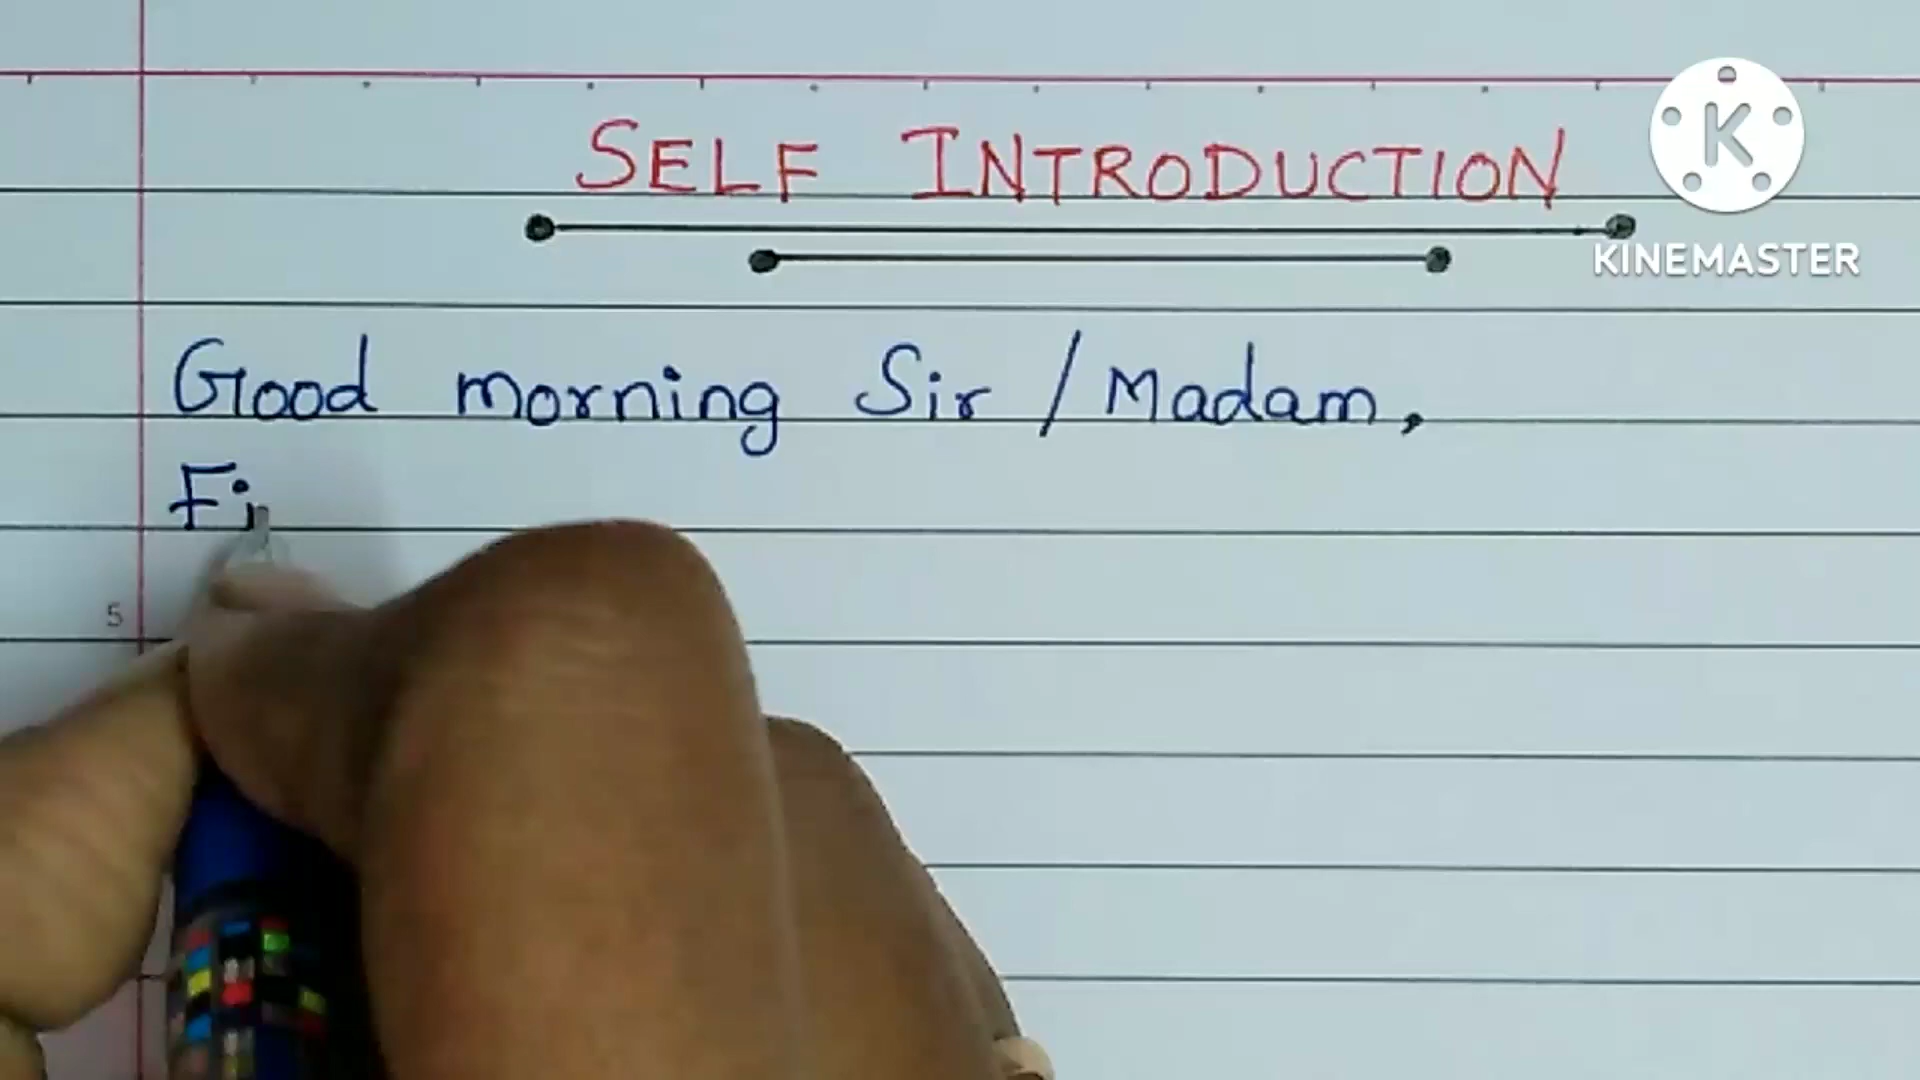 SELF INTRODUCTION
K
KINEMASTER
Good morning Sir / Madam,
Fi
5